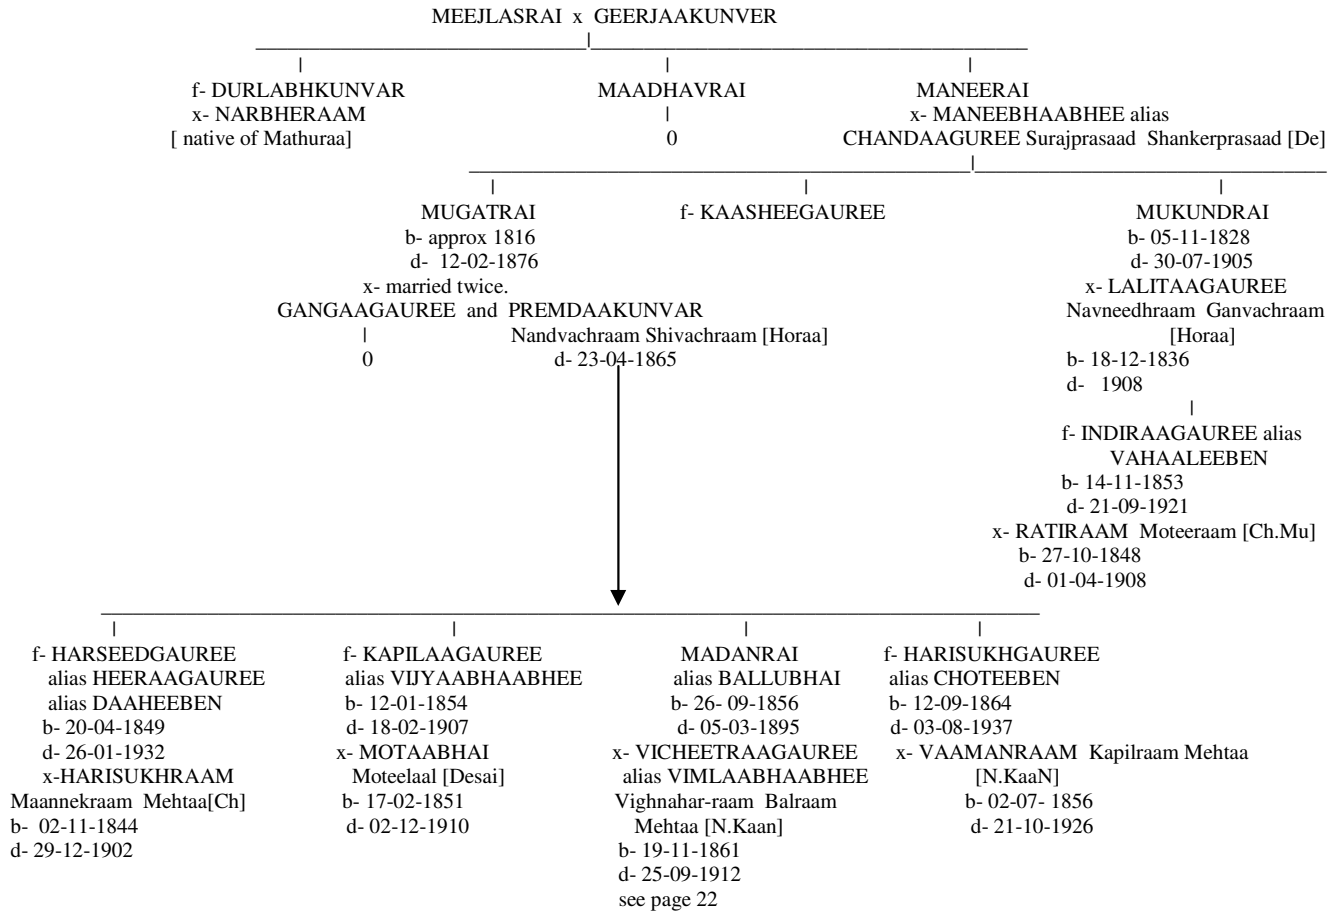 MEEJLASRAI x GEERJAAKUNVER
f- DURLABHKUNVAR
x- NARBHERAAM
[ native of Mathuraa]
MAADHAVRAI
0
MANEERAI
x- MANEEBHAABHEE alias
CHANDAAGUREE Surajprasaad Shankerprasaad [De]
MUGATRAI
b- approx 1816
d- 12-02-1876
x- married twice.
GANGAAGAUREE and PREMDAAKUNVAR
0
Nandvachraam Shivachraam [Horaa]
d- 23-04-1865
f- KAASHEEGAUREE
MUKUNDRAI
b- 05-11-1828
d- 30-07-1905
x- LALITAAGAUREE
Navneedhraam Ganvachraam
[Horaa]
b- 18-12-1836
d- 1908
f- INDIRAAGAUREE alias
VAHAALEEBEN
b- 14-11-1853
d- 21-09-1921
x- RATIRAAM Moteeraam [Ch.Mu]
b- 27-10-1848
d- 01-04-1908
f- HARSEEDGAUREE
alias HEERAAGAUREE
alias DAAHEEBEN
b- 20-04-1849
d- 26-01-1932
x-HARISUKHRAAM
Maannekraam Mehtaa[Ch]
b- 02-11-1844
d- 29-12-1902
f- KAPILAAGAUREE
alias VIJYAABHAABHEE
b- 12-01-1854
d- 18-02-1907
x- MOTAABHAI
Moteelaal [Desai]
b- 17-02-1851
d- 02-12-1910
MADANRAI
alias BALLUBHAI
b- 26- 09-1856
d- 05-03-1895
x- VICHEETRAAGAUREE
alias VIMLAABHAABHEE
Vighnahar-raam Balraam
Mehtaa [N.Kaan]
b- 19-11-1861
d- 25-09-1912
see page 22
f- HARISUKHGAUREE
alias CHOTEEBEN
b- 12-09-1864
d- 03-08-1937
x- VAAMANRAAM Kapilraam Mehtaa
[N.KaaN]
b- 02-07- 1856
d- 21-10-1926